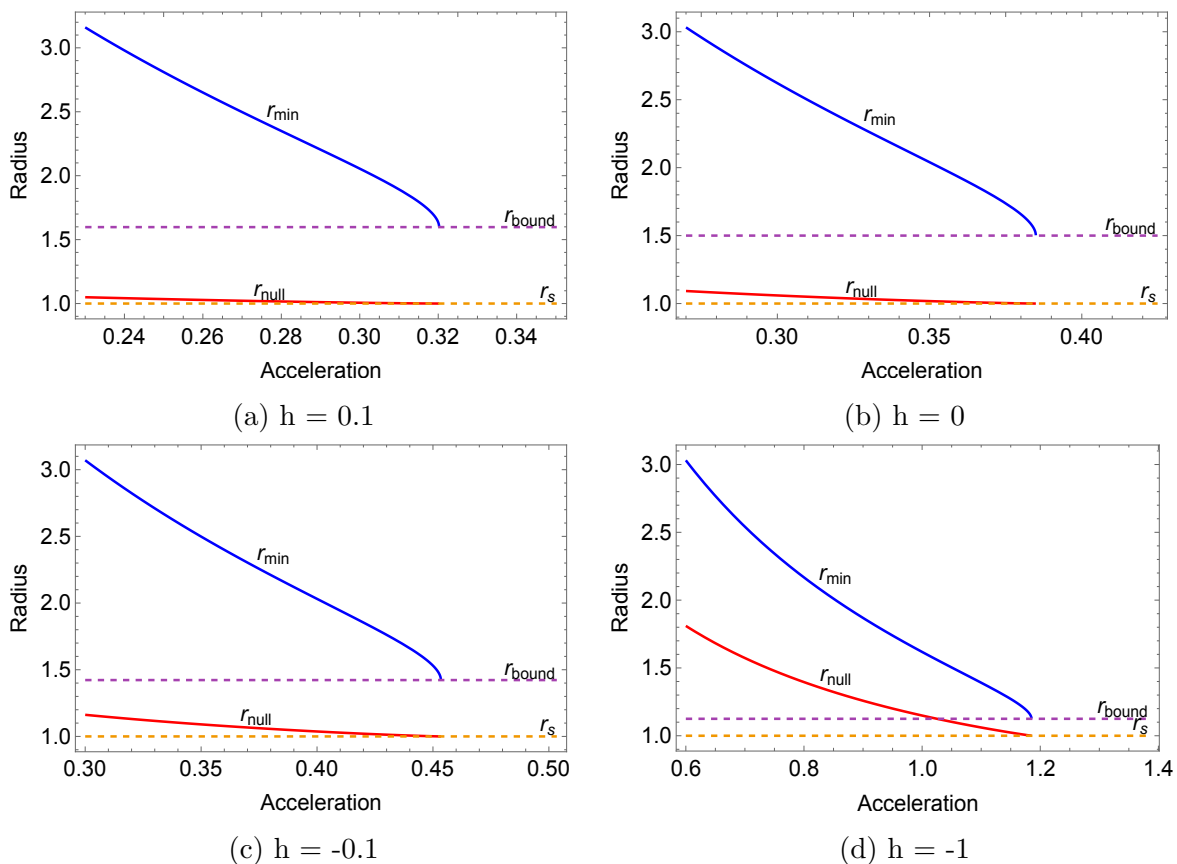 3.0
2.5
2.0
1.5
1.0
Radius
r_min
r_bound
r_null
r_s
0.24 0.26 0.28 0.30 0.32 0.34
Acceleration
(a) h = 0.1
3.0
2.5
2.0
1.5
1.0
Radius
r_min
r_bound
r_null
r_s
0.30 0.35 0.40
Acceleration
(b) h = 0
3.0
2.5
2.0
1.5
1.0
Radius
r_min
r_bound
r_null
r_s
0.30 0.35 0.40 0.45 0.50
Acceleration
(c) h = -0.1
3.0
2.5
2.0
1.5
1.0
Radius
r_min
r_null
r_bound
r_s
0.6 0.8 1.0 1.2 1.4
Acceleration
(d) h = -1